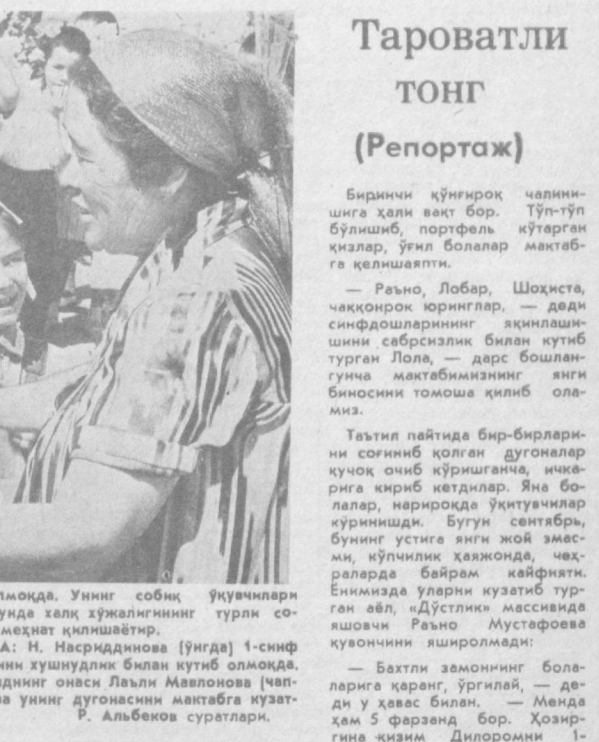 Тароватли
тонг
(Репортаж)
Биринчи қўнғироқ чалини-
шига ҳали вақт бор. Тўп-тўп
бўлишиб, портфель кўтарган
қизлар, ўғил болалар мактаб-
га келишаяпти.
— Раъно, Лобар, Шоҳиста,
чаққонрок юринглар, — деди
синфдошларининг яқинлаши-
шини сабрсизлик билан кутиб
турган Лола, — дарс бошлан-
гунча мактабимизнинг янги
биносини томоша қилиб ола-
миз.
Таътил пайтида бир-бирлари-
ни соғиниб қолган дугоналар
қучоқ очиб кўришганча, ичка-
рига кириб кетдилар. Яна бо-
лалар, нарироқда ўқитувчилар
кўринишди. Бугун сентябрь,
бунинг устига янги жой эмас-
ми, кўпчилик ҳаяжонда, чеҳ-
раларда байрам кайфияти.
Ёнимизда уларни кузатиб тур-
ган аёл, «Дўстлик» массивида
яшовчи Раъно Мустафоева
қувончини яширолмади:
— Бахтли замоннинг бола-
ларига қаранг, ўргилай, — де-
ди у ҳавас билан. — Менда
ҳам 5 фарзанд бор. Ҳозир-
гина қизим Дилоромни 1-
лмоқда. Унинг собиқ ўқувчилари
унда халқ хўжалигининг турли со-
меҳнат қилишаётир.
А: Н. Насриддинова (ўнгда) 1-синф
ини хушнудлик билан кутиб олмоқда.
иднинг онаси Лаъли Мавлонова (чап-
ва унинг дугонасини мактабга кузат-
Р. Альбеков суратлари.